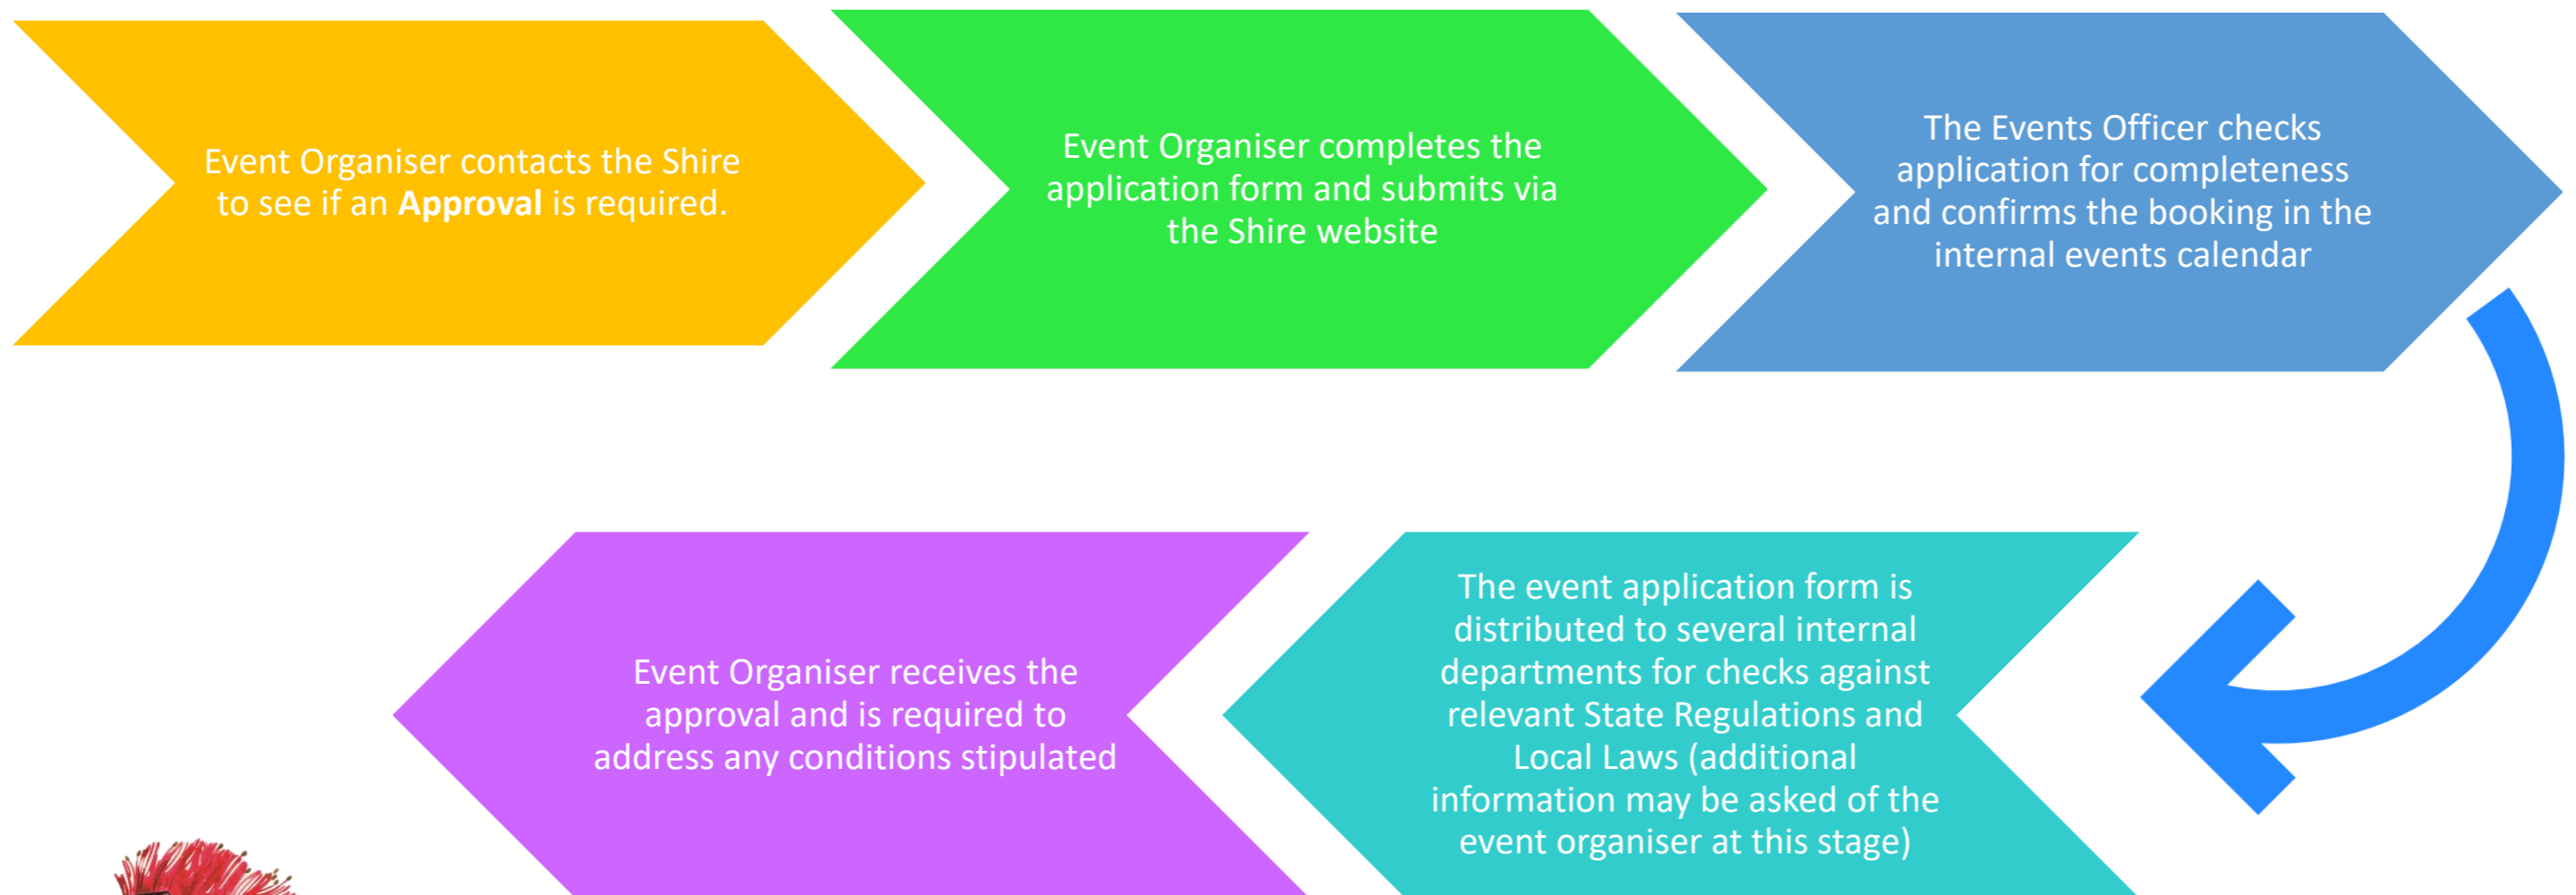 Event Organiser contacts the Shire
to see if an Approval is required.
Event Organiser completes the
application form and submits via
the Shire website
The Events Officer checks
application for completeness
and confirms the booking in the
internal events calendar
The event application form is
distributed to several internal
departments for checks against
relevant State Regulations and
Local Laws (additional
information may be asked of the
event organiser at this stage)
Event Organiser receives the
approval and is required to
address any conditions stipulated